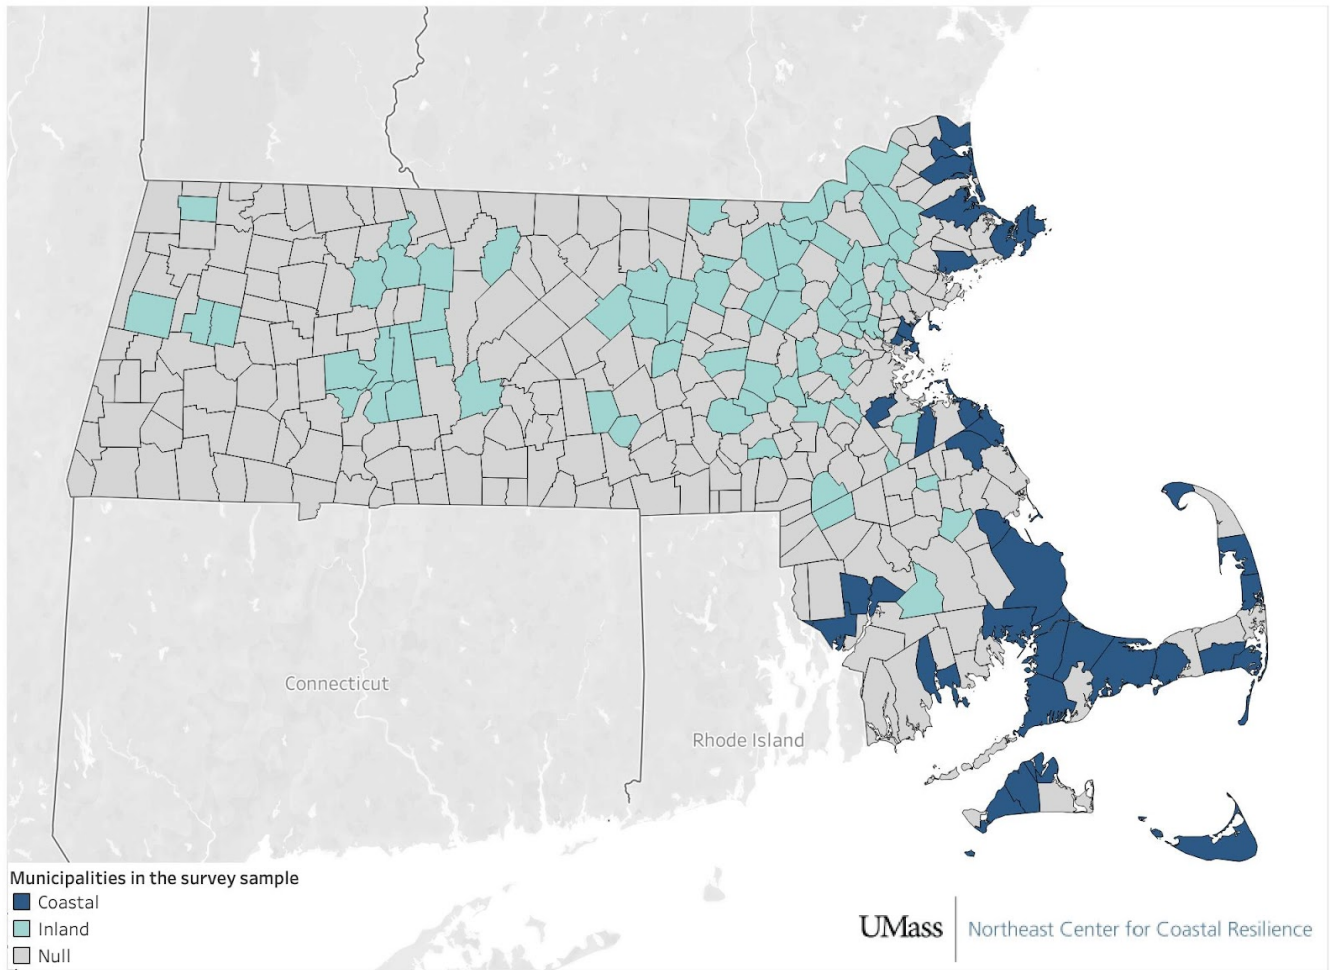 Connecticut
Rhode Island
Municipalities in the survey sample
Coastal
Inland
Null
UMass
Northeast Center for Coastal Resilience